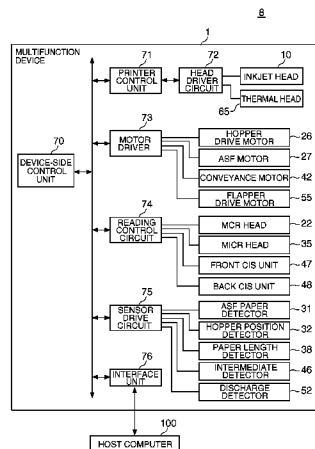 8
1
MULTIFUNCTION
DEVICE
71
72
10
PRINTER
CONTROL
UNIT
HEAD
DRIVER
CIRCUIT
INKJET HEAD
THERMAL HEAD
65
73
70
MOTOR
DRIVER
HOPPER
DRIVE MOTOR
26
ASF MOTOR
27
DEVICE-SIDE
CONTROL
UNIT
CONVEYANCE MOTOR
42
FLAPPER
DRIVE MOTOR
55
74
READING
CONTROL
CIRCUIT
MCR HEAD
22
MICR HEAD
35
FRONT CIS UNIT
47
BACK CIS UNIT
48
75
SENSOR
DRIVE
CIRCUIT
ASF PAPER
DETECTOR
31
HOPPER POSITION
DETECTOR
32
PAPER LENGTH
DETECTOR
38
76
INTERFACE
UNIT
INTERMEDIATE
DETECTOR
46
DISCHARGE
DETECTOR
52
100
HOST COMPUTER